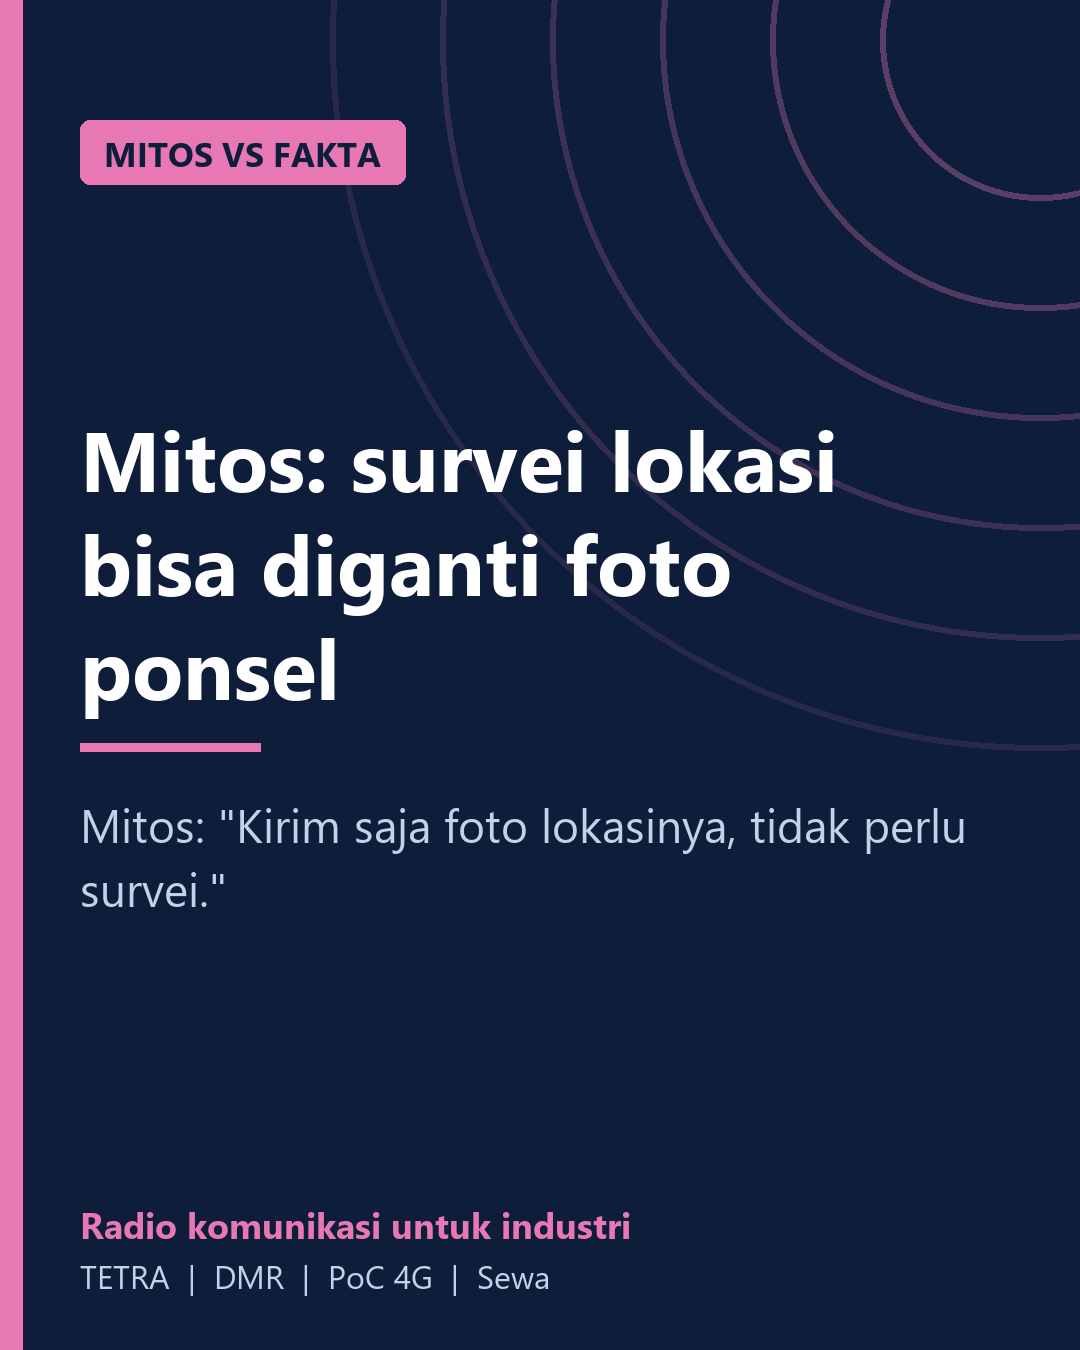 MITOS VS FAKTA
Mitos: survei lokasi
bisa diganti foto
ponsel
Mitos: "Kirim saja foto lokasinya, tidak perlu
survei."
Radio komunikasi untuk industri
TETRA | DMR | PoC 4G | Sewa